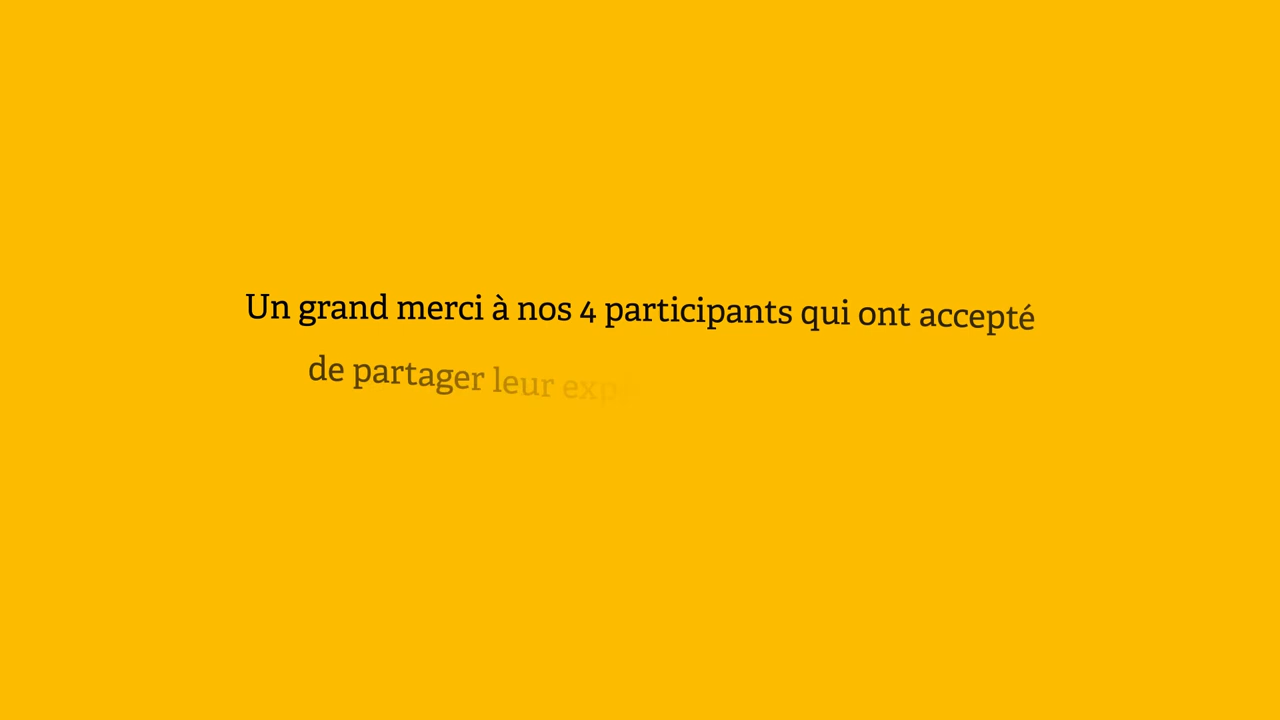 Un grand merci à nos 4 participants qui ont accepté
de partager leur